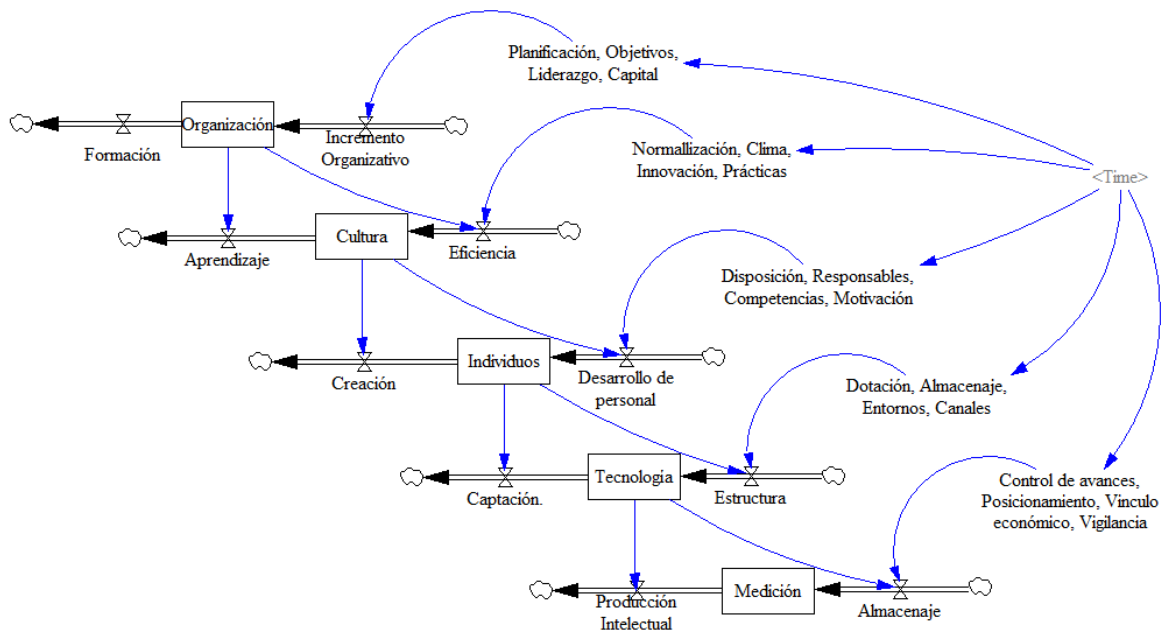 Planificación, Objetivos,
Liderazgo, Capital
Organización
Formación
Incremento
Organizativo
Normallización, Clima,
Innovación, Prácticas
<Time>
Cultura
Aprendizaje
Eficiencia
Disposición, Responsables,
Competencias, Motivación
Individuos
Creación
Desarrollo de
personal
Dotación, Almacenaje,
Entornos, Canales
Tecnología
Captación.
Estructura
Control de avances,
Posicionamiento, Vinculo
económico, Vigilancia
Medición
Producción
Intelectual
Almacenaje